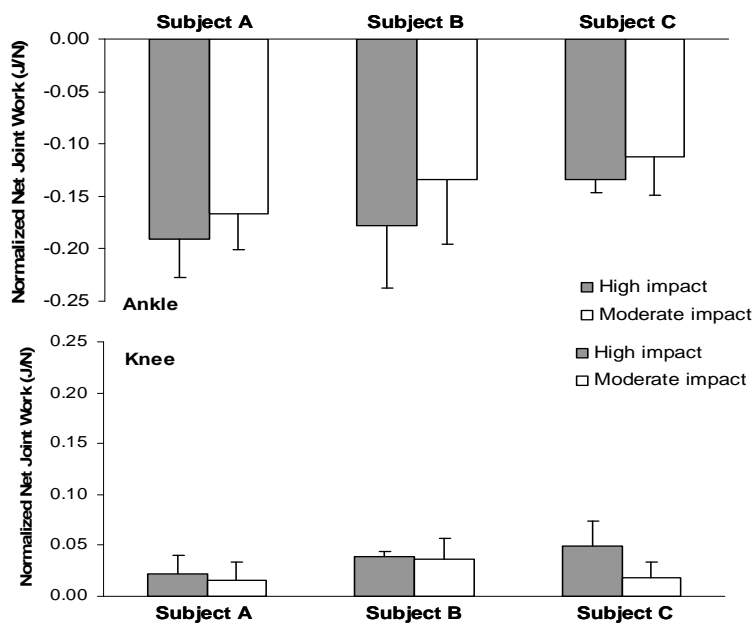 Subject A Subject B Subject C
Normalized Net Joint Work (J/N)
0.00
-0.05
-0.10
-0.15
-0.20
-0.25
Ankle
High impact
Moderate impact
Normalized Net Joint Work (J/N)
0.25
0.20
0.15
0.10
0.05
0.00
Knee
High impact
Moderate impact
Subject A Subject B Subject C